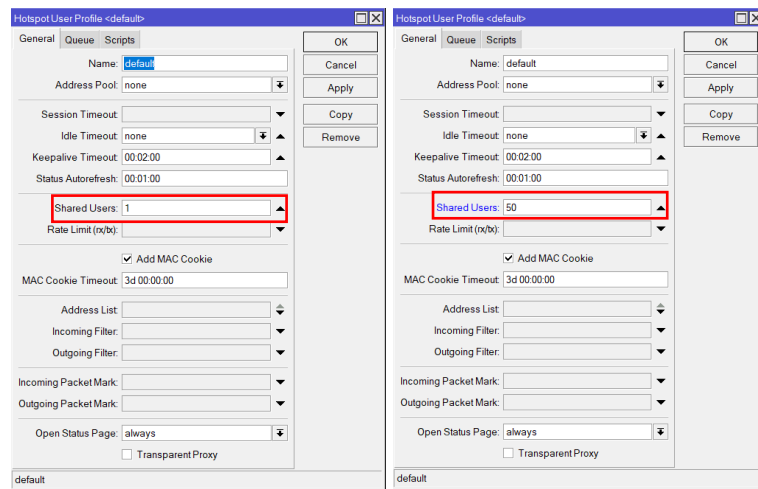 Hotspot User Profile <default>
General Queue Scripts
Name: default
Address Pool: none
Session Timeout:
Idle Timeout: none
Keepalive Timeout: 00:02:00
Status Autorefresh: 00:01:00
Shared Users: 1
Rate Limit (rx/tx):
Add MAC Cookie
MAC Cookie Timeout: 3d 00:00:00
Address List:
Incoming Filter:
Outgoing Filter:
Incoming Packet Mark:
Outgoing Packet Mark:
Open Status Page: always
Transparent Proxy
default
OK
Cancel
Apply
Copy
Remove
Hotspot User Profile <default>
General Queue Scripts
Name: default
Address Pool: none
Session Timeout:
Idle Timeout: none
Keepalive Timeout: 00:02:00
Status Autorefresh: 00:01:00
Shared Users: 50
Rate Limit (rx/tx):
Add MAC Cookie
MAC Cookie Timeout: 3d 00:00:00
Address List:
Incoming Filter:
Outgoing Filter:
Incoming Packet Mark:
Outgoing Packet Mark:
Open Status Page: always
Transparent Proxy
default
OK
Cancel
Apply
Copy
Remove